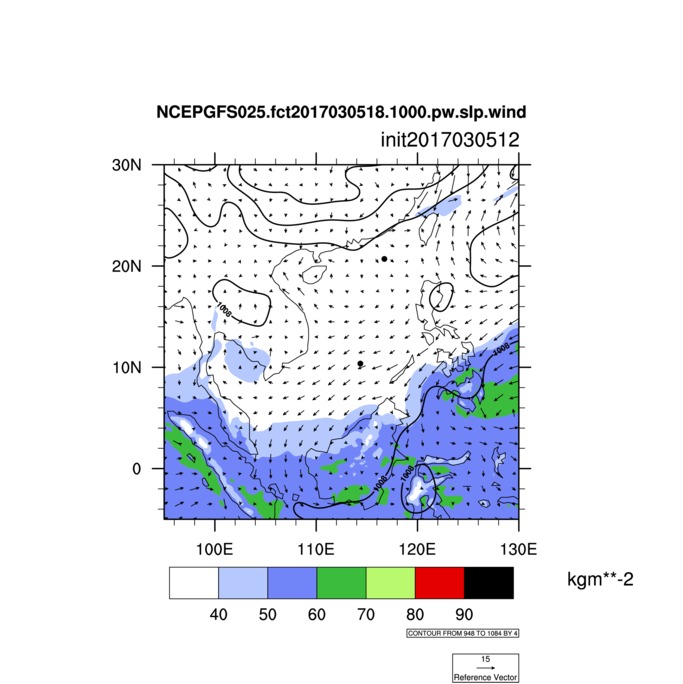 NCEPGFS025.fct2017030518.1000.pw.slp.wind
init2017030512
30N
20N
10N
0
1008
1008
1008
1008
100E 110E 120E 130E
kgm**-2
40 50 60 70 80 90
CONTOUR FROM 948 TO 1084 BY 4
15
Reference Vector